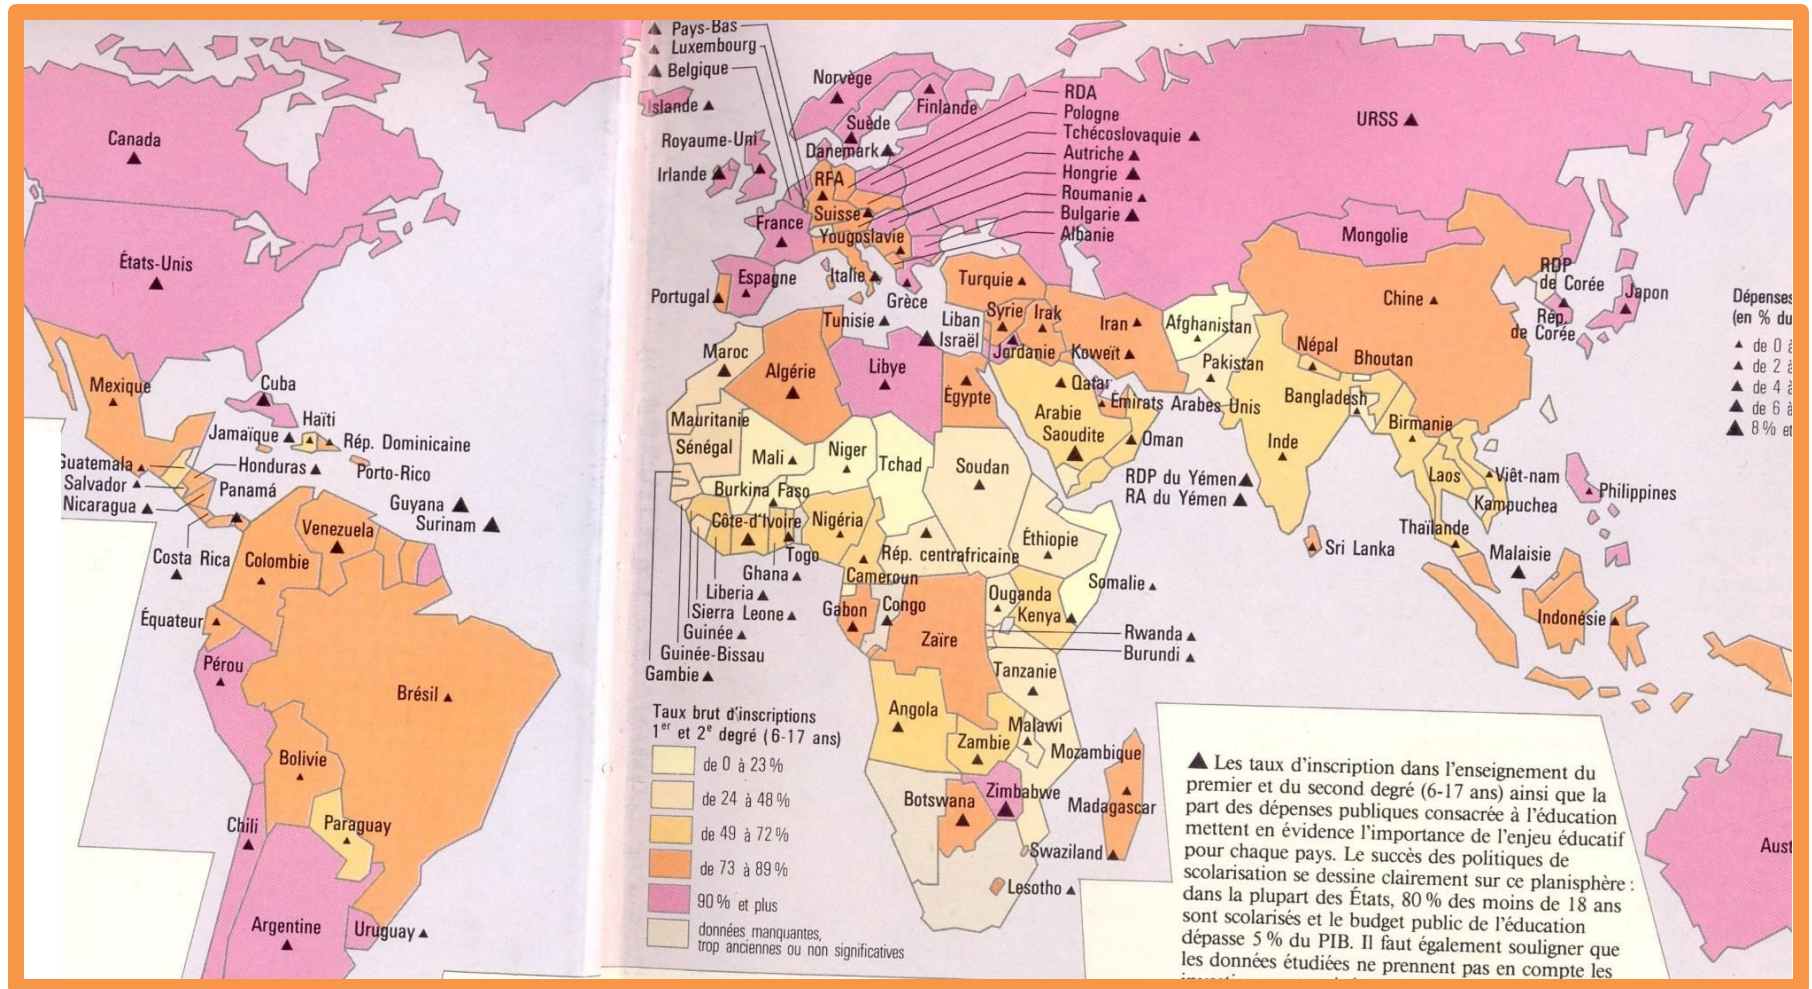 Pays-Bas
Luxembourg
Belgique
Islande
Norvège
Finlande
Suède
Danemark
Royaume-Uni
Irlande
RFA
Suisse
France
Yougoslavie
Italie
Espagne
Portugal
Grèce
RDA
Pologne
Tchécoslovaquie
Autriche
Hongrie
Roumanie
Bulgarie
Albanie
URSS
Canada
États-Unis
Mexique
Cuba
Haïti
Jamaïque
Rép. Dominicaine
Porto-Rico
Guatemala
Salvador
Nicaragua
Honduras
Panamá
Costa Rica
Guyana
Surinam
Venezuela
Colombie
Équateur
Pérou
Brésil
Bolivie
Paraguay
Chili
Argentine
Uruguay
Turquie
Tunisie
Liban
Israël
Syrie
Irak
Jordanie
Koweït
Iran
Afghanistan
Pakistan
Mongolie
Chine
RDP
de Corée
Rép.
de Corée
Japon
Népal
Bhoutan
Bangladesh
Birmanie
Inde
Laos
Viêt-nam
Kampuchea
Thaïlande
Philippines
Sri Lanka
Malaisie
Indonésie
Qatar
Émirats Arabes Unis
Arabie
Saoudite
Oman
RDP du Yémen
RA du Yémen
Maroc
Algérie
Libye
Égypte
Mauritanie
Sénégal
Mali
Niger
Tchad
Soudan
Burkina Faso
Côte-d'Ivoire
Nigéria
Togo
Ghana
Liberia
Sierra Leone
Guinée
Guinée-Bissau
Gambie
Cameroun
Rép. centrafricaine
Éthiopie
Somalie
Ouganda
Kenya
Gabon
Congo
Zaïre
Rwanda
Burundi
Tanzanie
Angola
Zambie
Malawi
Mozambique
Zimbabwe
Botswana
Madagascar
Swaziland
Lesotho
Aust
Dépenses
(en % du
de 0 à
de 2 à
de 4 à
de 6 à
8 % et
Taux brut d'inscriptions
1er et 2e degré (6-17 ans)
de 0 à 23 %
de 24 à 48 %
de 49 à 72 %
de 73 à 89 %
90 % et plus
données manquantes,
trop anciennes ou non significatives
Les taux d'inscription dans l'enseignement du
premier et du second degré (6-17 ans) ainsi que la
part des dépenses publiques consacrée à l'éducation
mettent en évidence l'importance de l'enjeu éducatif
pour chaque pays. Le succès des politiques de
scolarisation se dessine clairement sur ce planisphère :
dans la plupart des États, 80 % des moins de 18 ans
sont scolarisés et le budget public de l'éducation
dépasse 5 % du PIB. Il faut également souligner que
les données étudiées ne prennent pas en compte les